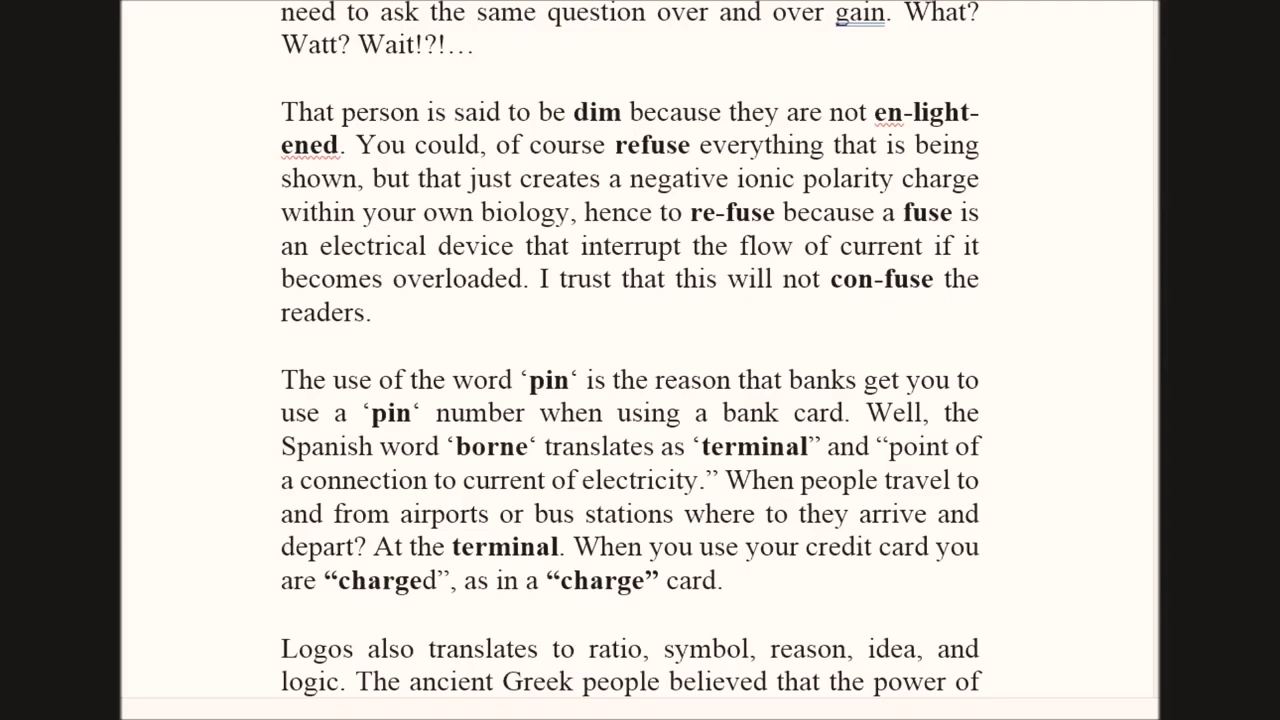 need to ask the same question over and over gain. What?
Watt? Wait!?!…
That person is said to be dim because they are not en-light-
ened. You could, of course refuse everything that is being
shown, but that just creates a negative ionic polarity charge
within your own biology, hence to re-fuse because a fuse is
an electrical device that interrupt the flow of current if it
becomes overloaded. I trust that this will not con-fuse the
readers.
The use of the word ‘pin‘ is the reason that banks get you to
use a ‘pin‘ number when using a bank card. Well, the
Spanish word ‘borne‘ translates as ‘terminal” and “point of
a connection to current of electricity.” When people travel to
and from airports or bus stations where to they arrive and
depart? At the terminal. When you use your credit card you
are “charged”, as in a “charge” card.
Logos also translates to ratio, symbol, reason, idea, and
logic. The ancient Greek people believed that the power of